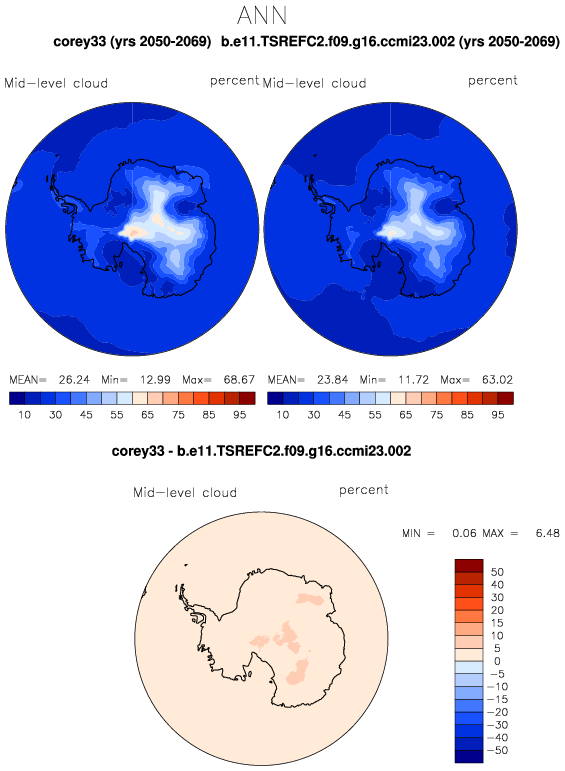 ANN
corey33 (yrs 2050-2069) b.e11.TSREFC2.f09.g16.ccmi23.002 (yrs 2050-2069)
Mid-level cloud percent Mid-level cloud percent
MEAN= 26.24 Min= 12.99 Max= 68.67 MEAN= 23.84 Min= 11.72 Max= 63.02
10 30 45 55 65 75 85 95 10 30 45 55 65 75 85 95
corey33 - b.e11.TSREFC2.f09.g16.ccmi23.002
Mid-level cloud percent
MIN = 0.06 MAX = 6.48
50
40
30
20
15
10
5
0
-5
-10
-15
-20
-30
-40
-50